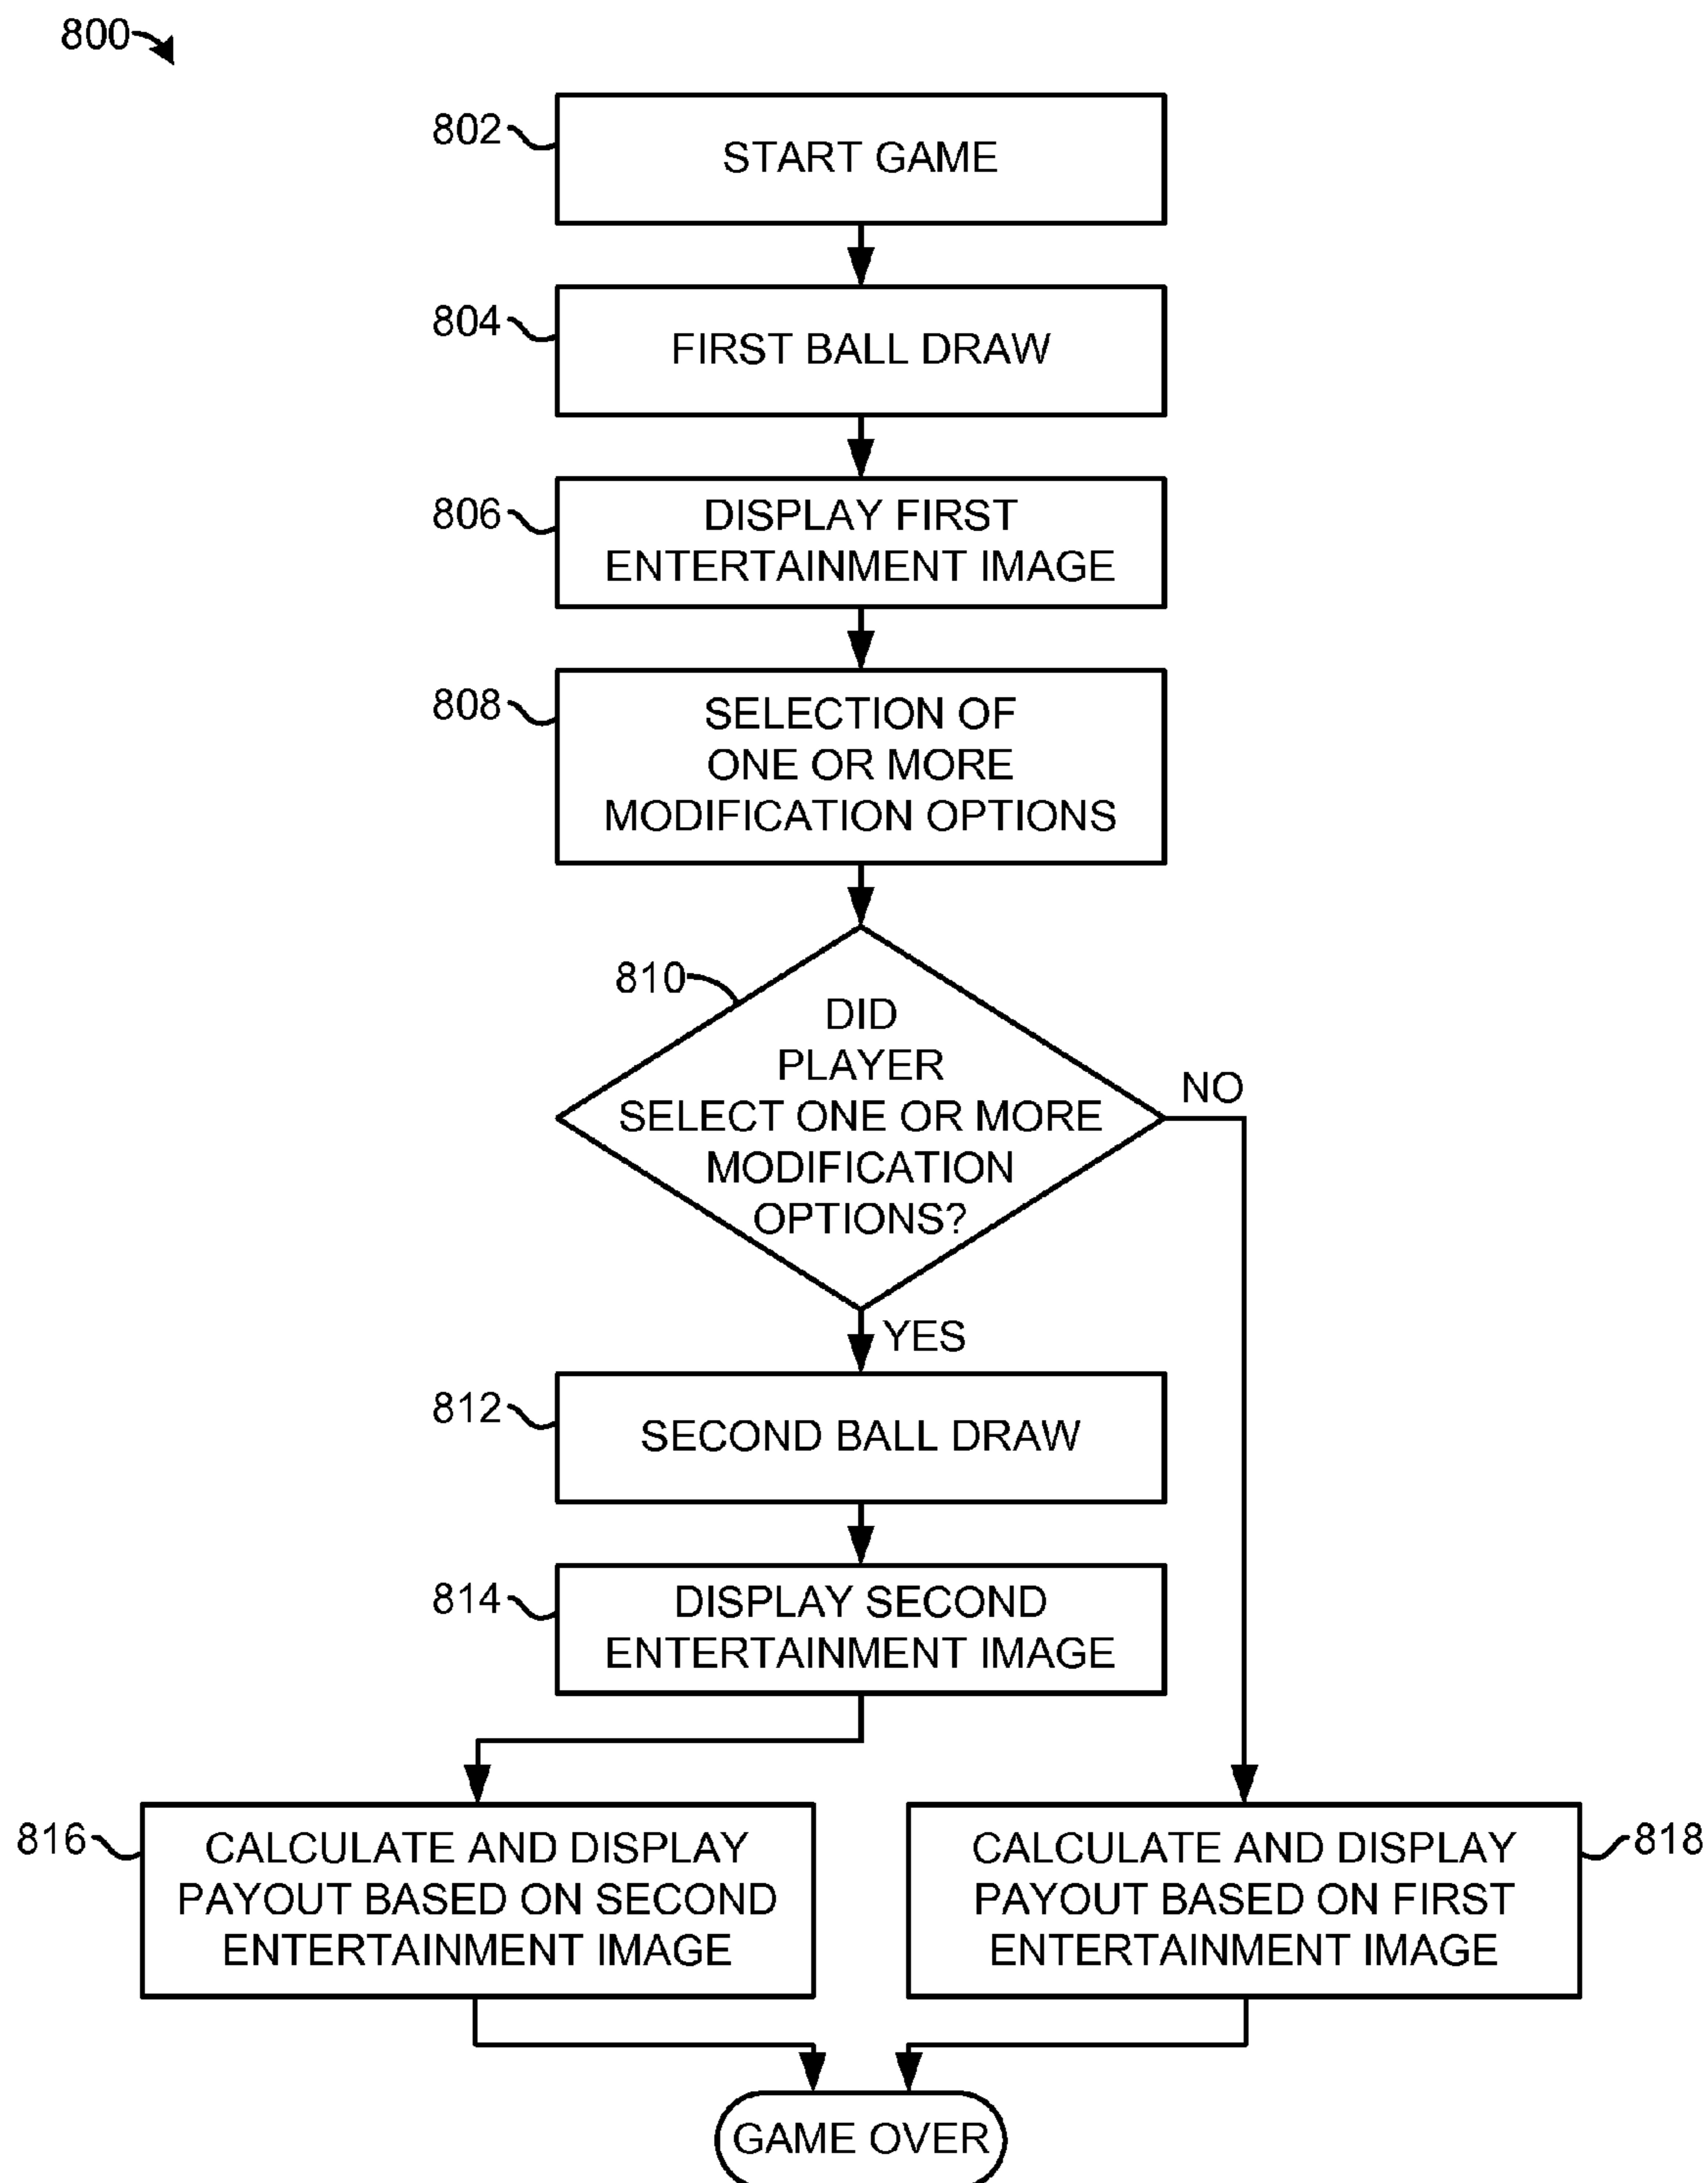 800
802
START GAME
804
FIRST BALL DRAW
806
DISPLAY FIRST
ENTERTAINMENT IMAGE
808
SELECTION OF
ONE OR MORE
MODIFICATION OPTIONS
810
DID
PLAYER
SELECT ONE OR MORE
MODIFICATION
OPTIONS?
NO
YES
812
SECOND BALL DRAW
814
DISPLAY SECOND
ENTERTAINMENT IMAGE
816
CALCULATE AND DISPLAY
PAYOUT BASED ON SECOND
ENTERTAINMENT IMAGE
CALCULATE AND DISPLAY
PAYOUT BASED ON FIRST
ENTERTAINMENT IMAGE
818
GAME OVER